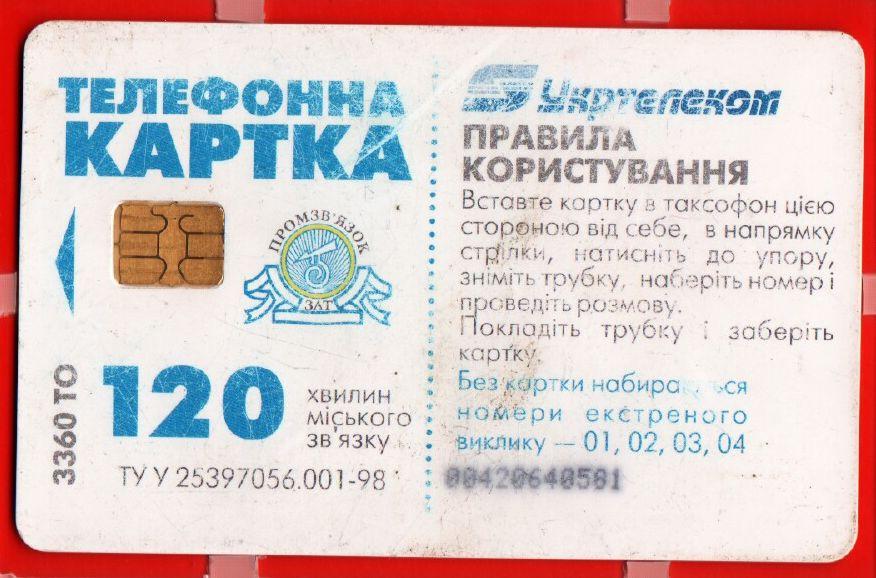 ТЕЛЕФОННА
КАРТКА
ПРОМЗВ'ЯЗОК
ЗАТ
3360 ТО
120
ХВИЛИН
МІСЬКОГО
ЗВ'ЯЗКУ
ТУ У 25397056.001-98
Укртелеком
ПРАВИЛА
КОРИСТУВАННЯ
Вставте картку в таксофон цією
стороною від себе, в напрямку
стрілки, натисніть до упору,
зніміть трубку, наберіть номер і
проведіть розмову.
Покладіть трубку і заберіть
картку.
Без картки набираються
номери екстреного
виклику — 01, 02, 03, 04
00420640581